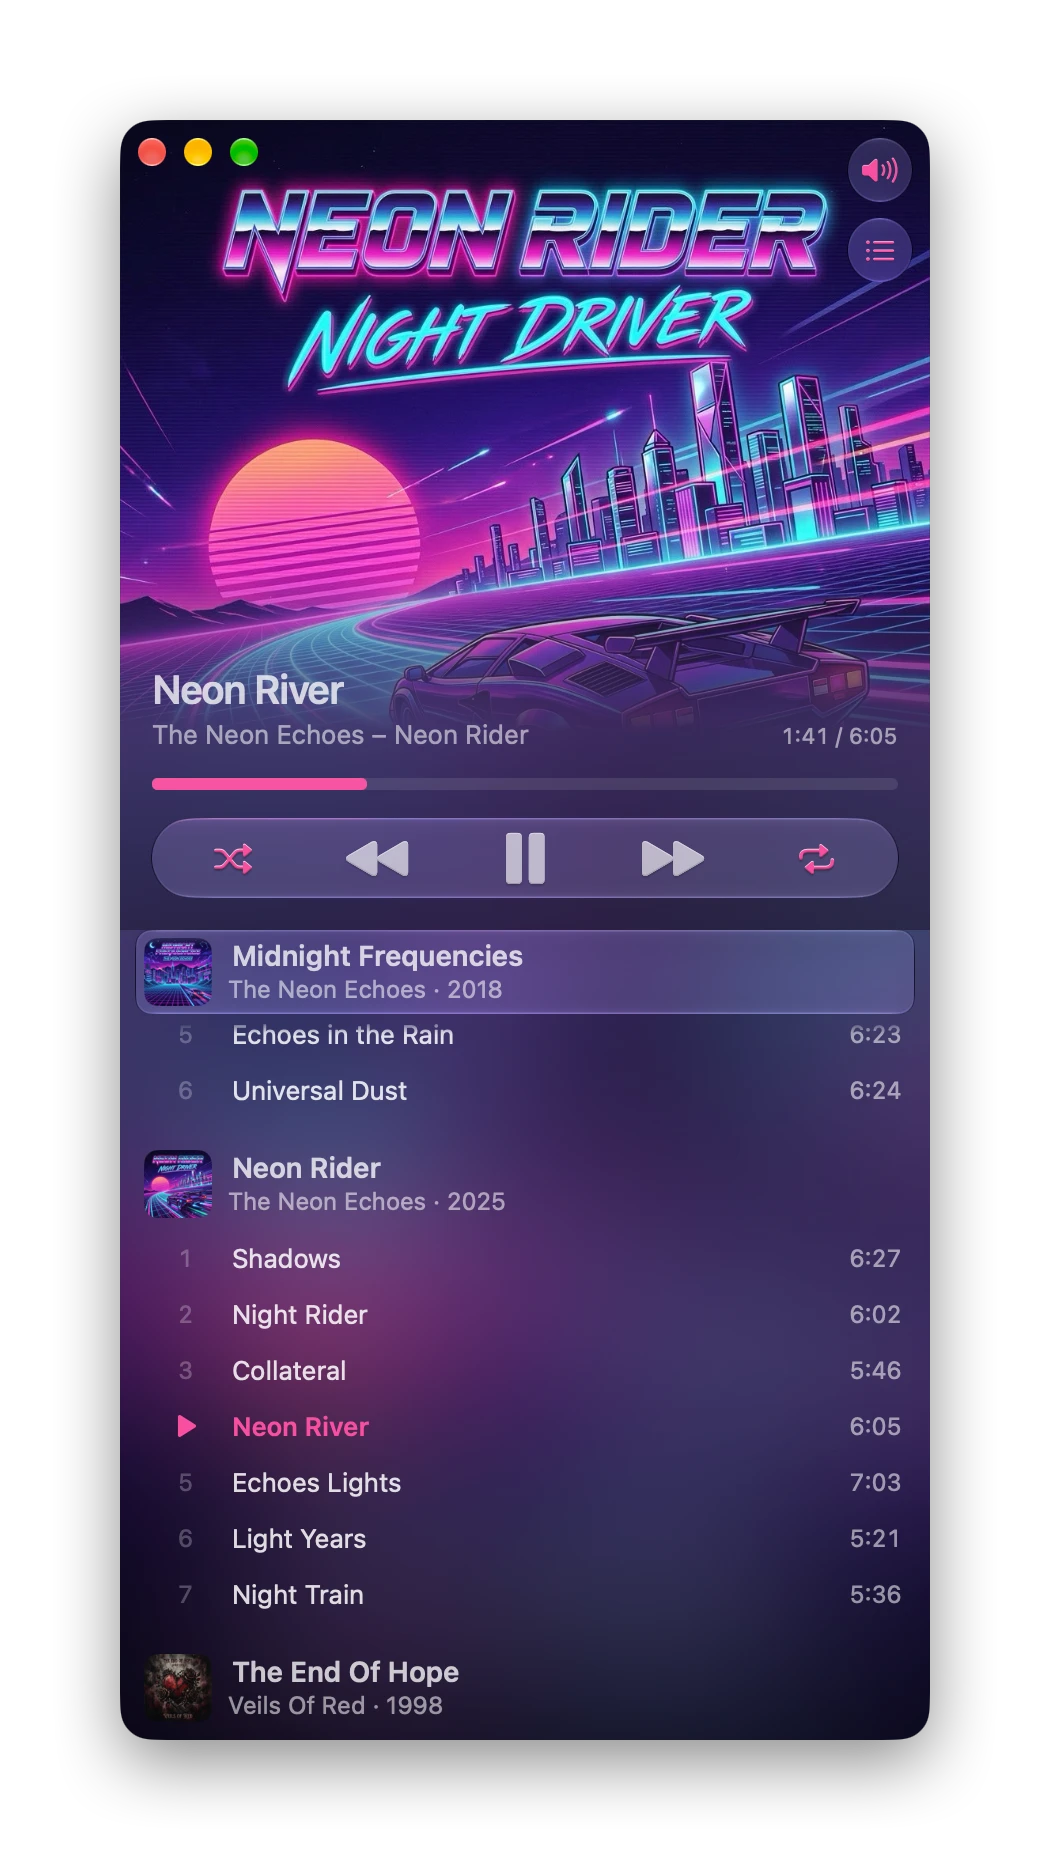 NEON RIDER
NIGHT DRIVER
Neon River
The Neon Echoes – Neon Rider
1:41 / 6:05
Midnight Frequencies
The Neon Echoes · 2018
5 Echoes in the Rain 6:23
6 Universal Dust 6:24
NEON RIDER
NIGHT DRIVER
Neon Rider
The Neon Echoes · 2025
1 Shadows 6:27
2 Night Rider 6:02
3 Collateral 5:46
Neon River 6:05
5 Echoes Lights 7:03
6 Light Years 5:21
7 Night Train 5:36
The End Of Hope
Veils Of Red · 1998